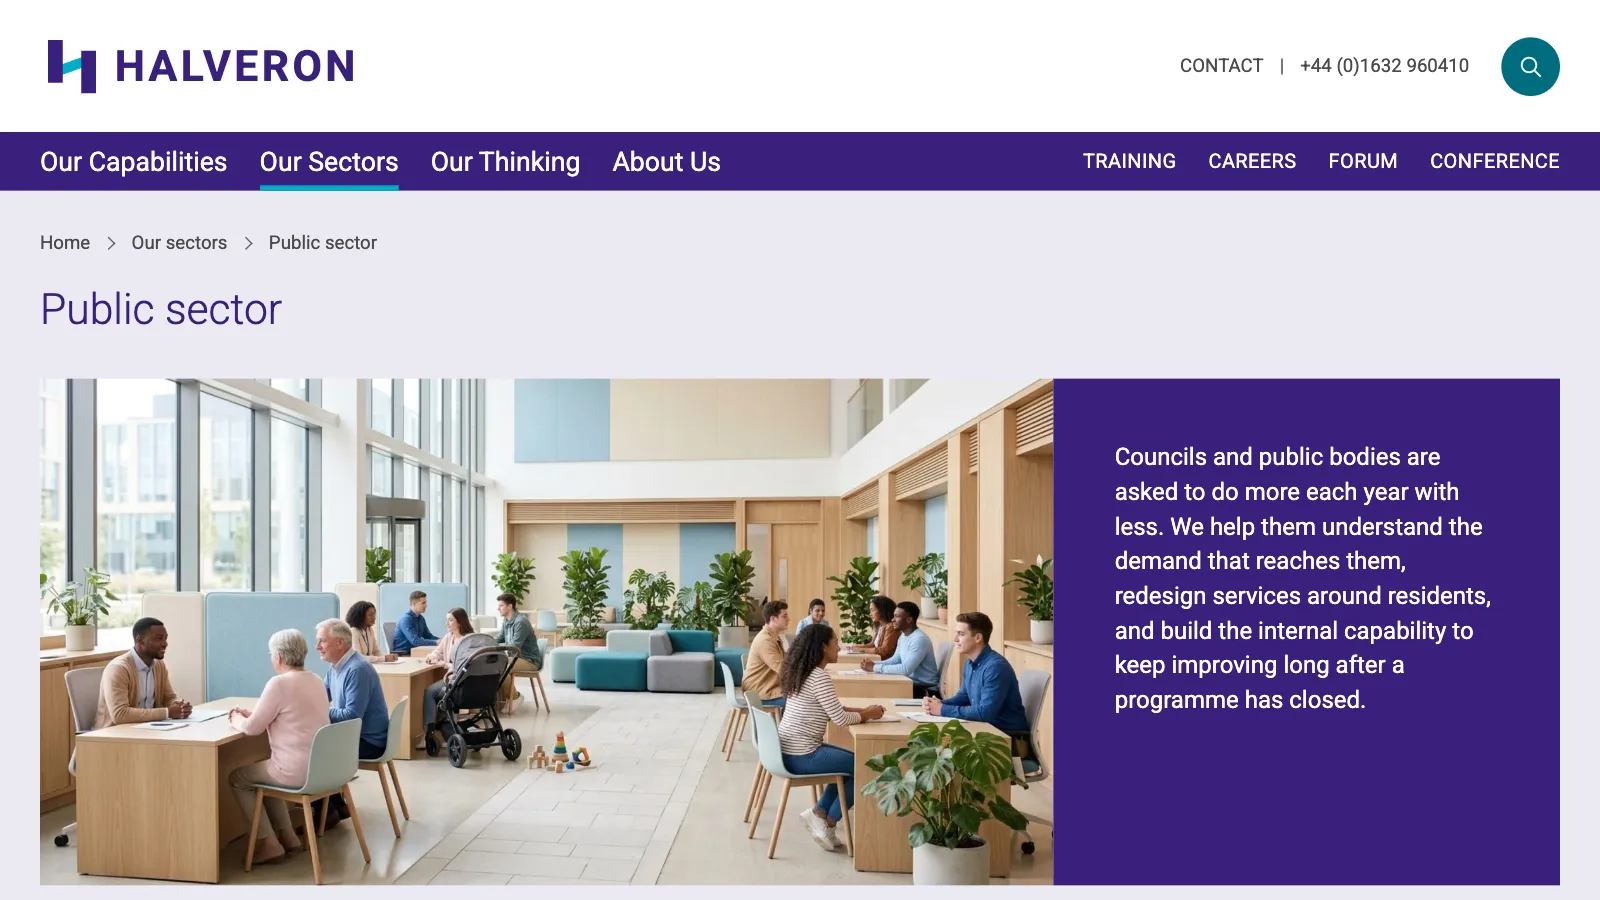 HALVERON
CONTACT | +44 (0)1632 960410
Our Capabilities Our Sectors Our Thinking About Us
TRAINING CAREERS FORUM CONFERENCE
Home > Our sectors > Public sector
Public sector
Councils and public bodies are
asked to do more each year with
less. We help them understand the
demand that reaches them,
redesign services around residents,
and build the internal capability to
keep improving long after a
programme has closed.